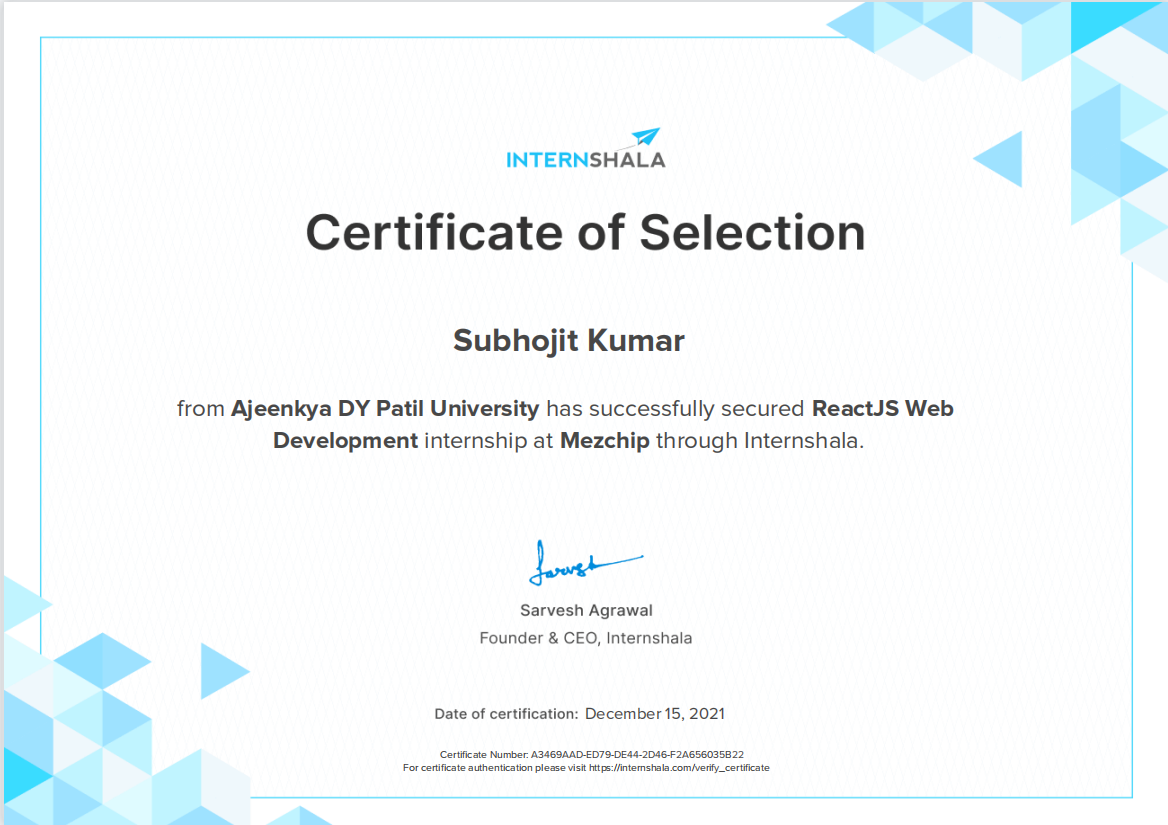 INTERNSHALA
Certificate of Selection
Subhojit Kumar
from Ajeenkya DY Patil University has successfully secured ReactJS Web
Development internship at Mezchip through Internshala.
Sarvesh
Sarvesh Agrawal
Founder & CEO, Internshala
Date of certification: December 15, 2021
Certificate Number: A3469AAD-ED79-DE44-2D46-F2A656035B22
For certificate authentication please visit https://internshala.com/verify_certificate